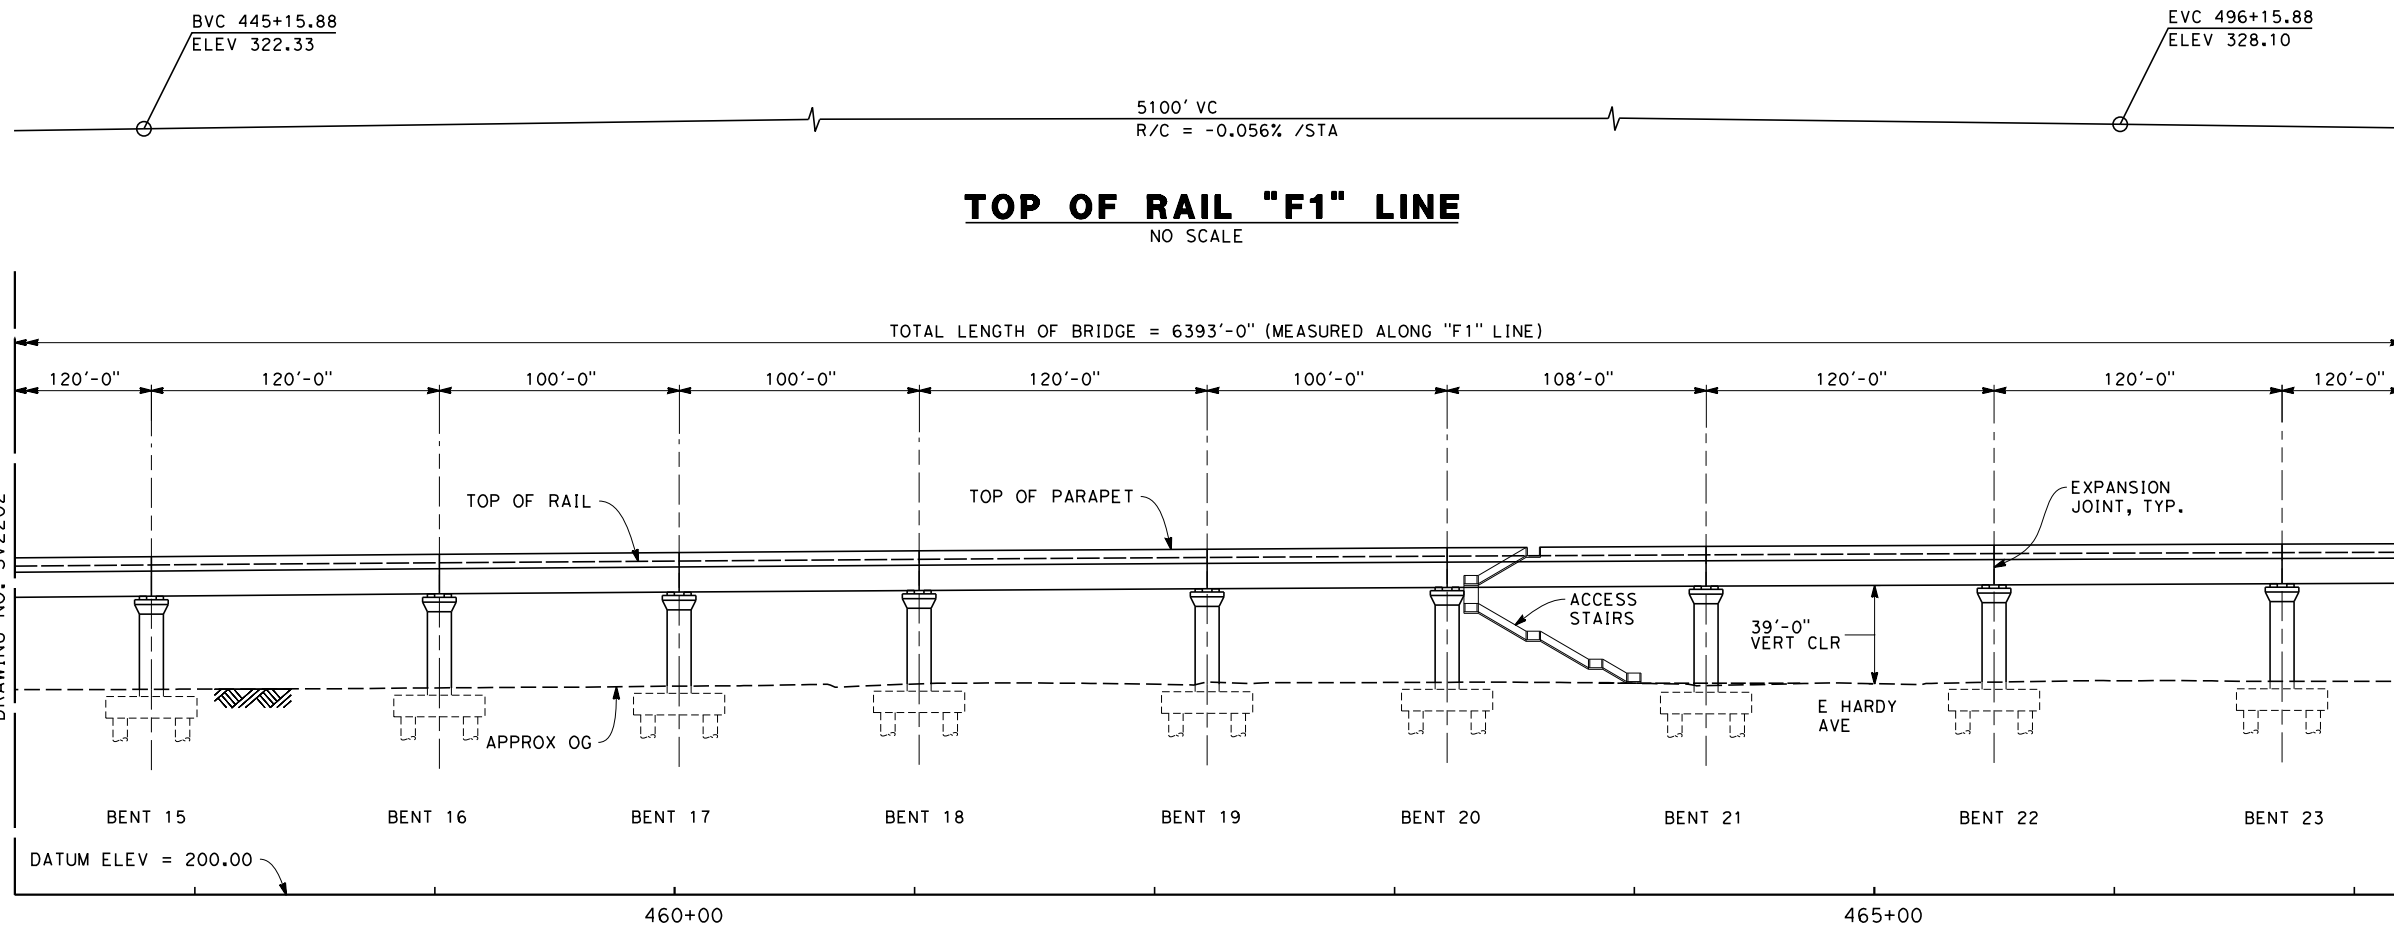 BVC 445+15.88
ELEV 322.33
EVC 496+15.88
ELEV 328.10
5100' VC
R/C = -0.056% /STA
TOP OF RAIL "F1" LINE
NO SCALE
TOTAL LENGTH OF BRIDGE = 6393'-0" (MEASURED ALONG "F1" LINE)
120'-0" 120'-0" 100'-0" 100'-0" 120'-0" 100'-0" 108'-0" 120'-0" 120'-0" 120'-0"
TOP OF RAIL
TOP OF PARAPET
EXPANSION
JOINT, TYP.
ACCESS
STAIRS
39'-0"
VERT CLR
E HARDY
AVE
APPROX OG
BENT 15 BENT 16 BENT 17 BENT 18 BENT 19 BENT 20 BENT 21 BENT 22 BENT 23
DATUM ELEV = 200.00
460+00 465+00